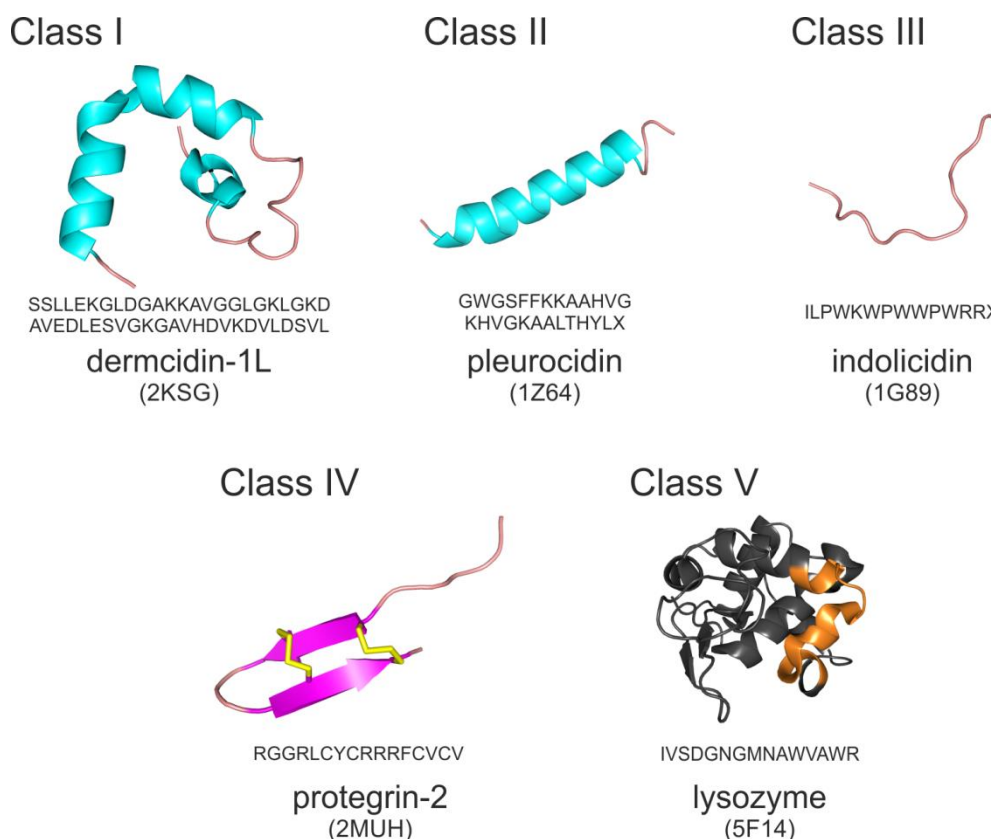 Class I
Class II
Class III
SSLLEKGLDGAKKAVGGLGKLGKD
AVEDLESVGKGAVHDVKDVLDSVL
dermcidin-1L
(2KSG)
GWGSFFKKAAHVG
KHVGKAALTHYLX
pleurocidin
(1Z64)
ILPWKWPWWPWRRX
indolicidin
(1G89)
Class IV
Class V
RGGRLCYCRRRFCVCV
protegrin-2
(2MUH)
IVSDGNGMNAWVAWR
lysozyme
(5F14)